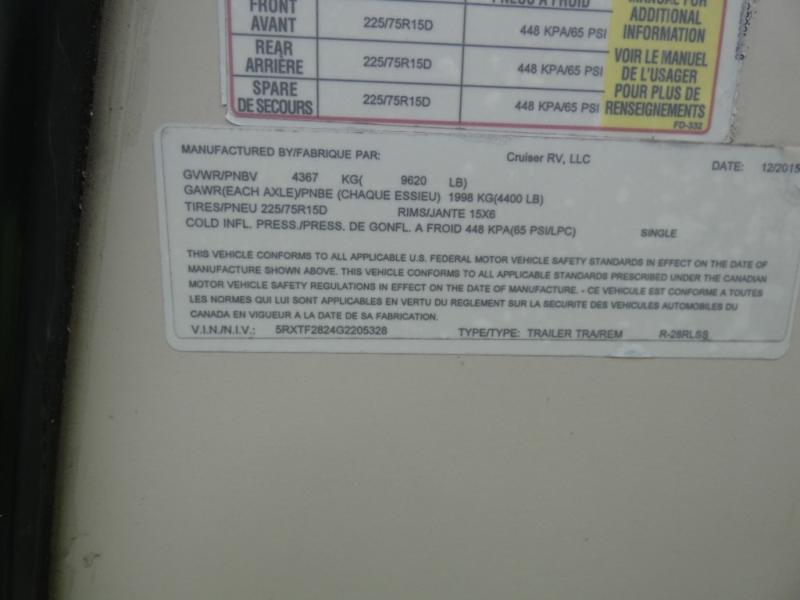 FRONT
AVANT 225/75R15D 448 KPA/65 PSI
REAR
ARRIÈRE 225/75R15D 448 KPA/65 PSI
SPARE
DE SECOURS 225/75R15D 448 KPA/65 PSI
PNEUS A FROID
MANUAL FOR
ADDITIONAL
INFORMATION
VOIR LE MANUEL
DE L'USAGER
POUR PLUS DE
RENSEIGNEMENTS
FD-332
MANUFACTURED BY/FABRIQUE PAR: Cruiser RV, LLC DATE: 12/2015
GVWR/PNBV 4367 KG( 9620 LB)
GAWR(EACH AXLE)/PNBE (CHAQUE ESSIEU) 1998 KG(4400 LB)
TIRES/PNEU 225/75R15D RIMS/JANTE 15X6
COLD INFL. PRESS./PRESS. DE GONFL. A FROID 448 KPA(65 PSI/LPC) SINGLE
THIS VEHICLE CONFORMS TO ALL APPLICABLE U.S. FEDERAL MOTOR VEHICLE SAFETY STANDARDS IN EFFECT ON THE DATE OF
MANUFACTURE SHOWN ABOVE. THIS VEHICLE CONFORMS TO ALL APPLICABLE STANDARDS PRESCRIBED UNDER THE CANADIAN
MOTOR VEHICLE SAFETY REGULATIONS IN EFFECT ON THE DATE OF MANUFACTURE. - CE VEHICULE EST CONFORME A TOUTES
LES NORMES QUI LUI SONT APPLICABLES EN VERTU DU REGLEMENT SUR LA SECURITE DES VEHICULES AUTOMOBILES DU
CANADA EN VIGUEUR A LA DATE DE SA FABRICATION.
V.I.N./N.I.V.: 5RXTF2824G2205328 TYPE/TYPE: TRAILER TRA/REM R-28RLSS